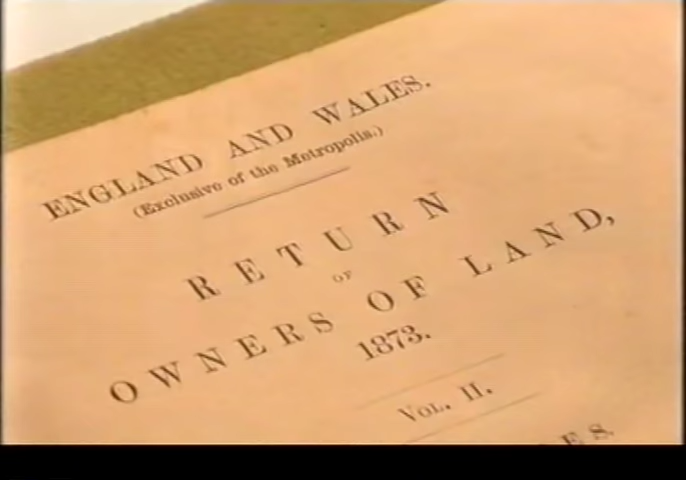 ENGLAND AND WALES.
(Exclusive of the Metropolis.)
RETURN
OF
OWNERS OF LAND,
1873.
VOL. II.